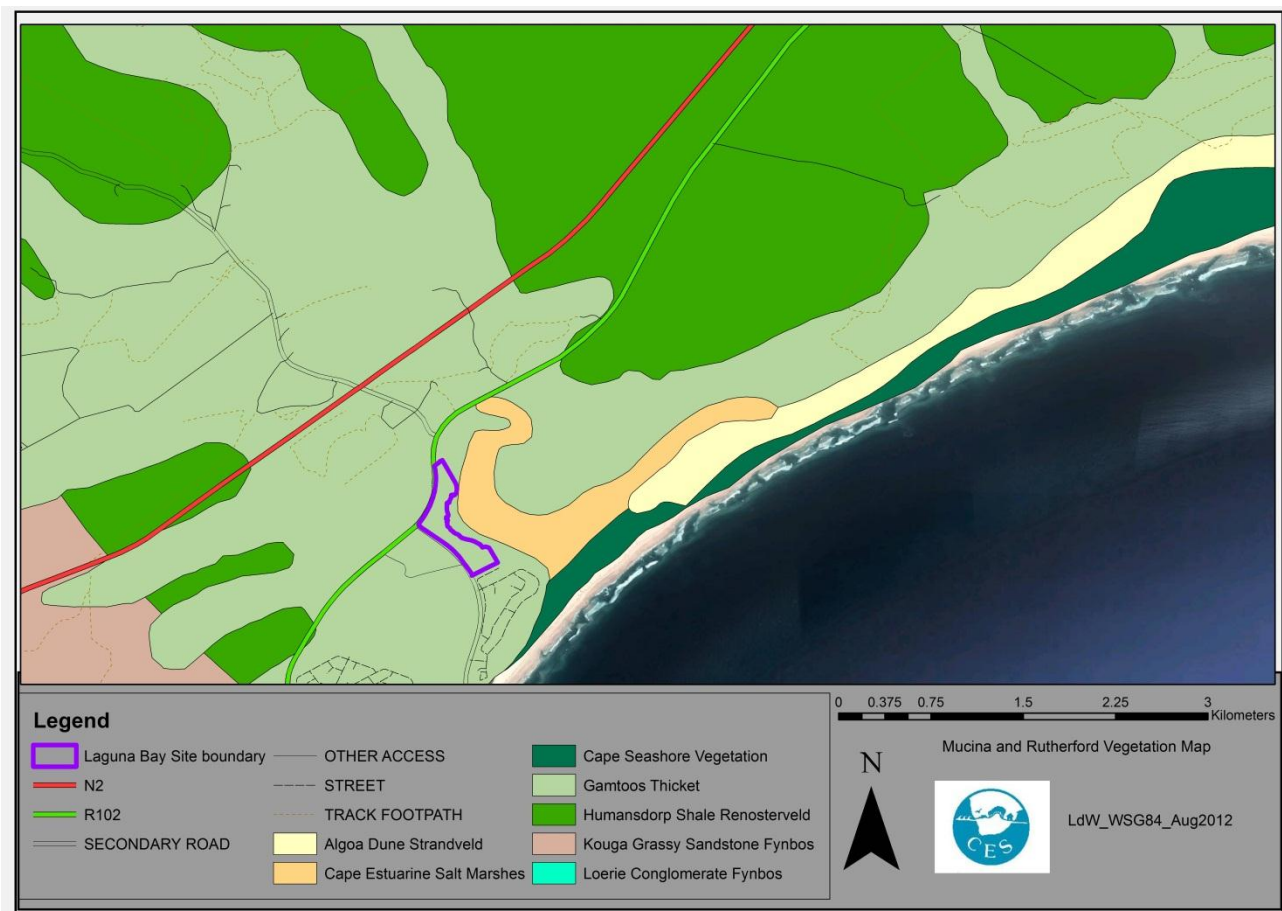 Legend
Laguna Bay Site boundary
N2
R102
SECONDARY ROAD
OTHER ACCESS
STREET
TRACK FOOTPATH
Algoa Dune Strandveld
Cape Estuarine Salt Marshes
Cape Seashore Vegetation
Gamtoos Thicket
Humansdorp Shale Renosterveld
Kouga Grassy Sandstone Fynbos
Loerie Conglomerate Fynbos
0 0.375 0.75 1.5 2.25 3
Kilometers
N
Mucina and Rutherford Vegetation Map
CES
LdW_WSG84_Aug2012